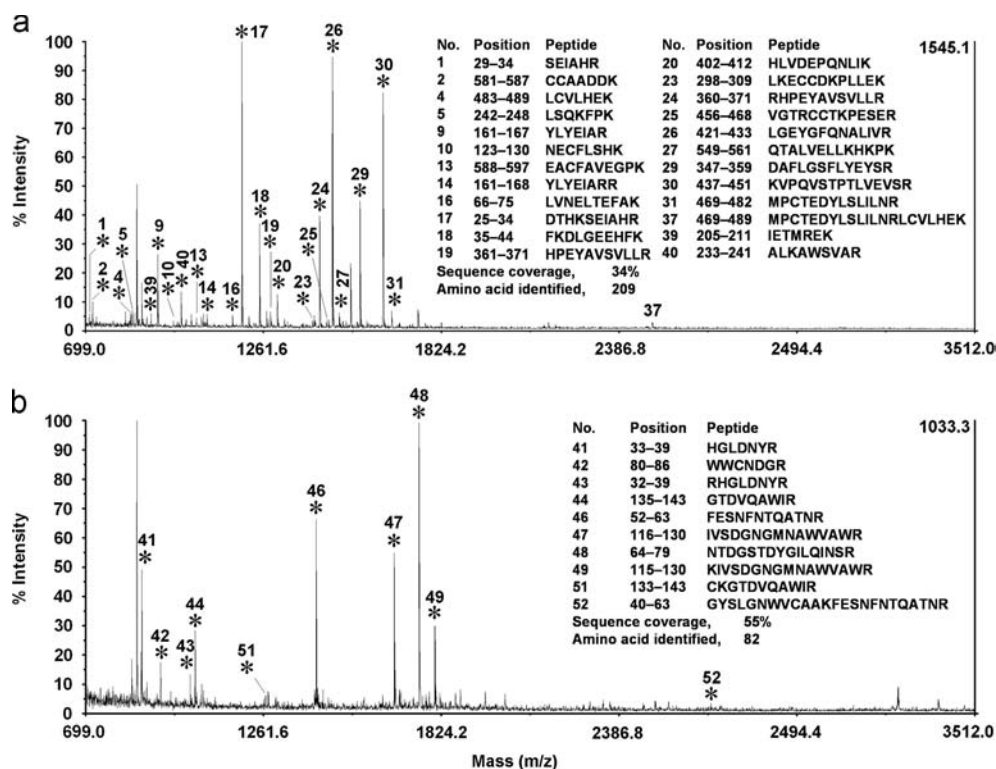 a
1545.1
% Intensity
100
90
80
70
60
50
40
30
20
10
0
1
2
4
5
39
9
10
40
13
14
16
17
18
19
20
23
24
25
26
27
29
30
31
37
No. Position Peptide No. Position Peptide
1 29–34 SEIAHR 20 402–412 HLVDEPQNLIK
2 581–587 CCAADDK 23 298–309 LKECCDKPLLEK
4 483–489 LCVLHEK 24 360–371 RHPEYAVSVLLR
5 242–248 LSQKFPK 25 456–468 VGTRCCTKPESER
9 161–167 YLYEIAR 26 421–433 LGEYGFQNALIVR
10 123–130 NECFLSHK 27 549–561 QTALVELLKHKPK
13 588–597 EACFAVEGPK 29 347–359 DAFLGSFLYEYSR
14 161–168 YLYEIARR 30 437–451 KVPQVSTPTLVEVSR
16 66–75 LVNELTEFAK 31 469–482 MPCTEDYLSLILNR
17 25–34 DTHKSEIAHR 37 469–489 MPCTEDYLSLILNRLCVLHEK
18 35–44 FKDLGEEHFK 39 205–211 IETMREK
19 361–371 HPEYAVSVLLR 40 233–241 ALKAWSVAR
Sequence coverage, 34%
Amino acid identified, 209
699.0 1261.6 1824.2 2386.8 2494.4 3512.0
b
1033.3
% Intensity
100
90
80
70
60
50
40
30
20
10
0
41
42
43
44
51
46
47
48
49
52
No. Position Peptide
41 33–39 HGLDNYR
42 80–86 WWCNDGR
43 32–39 RHGLDNYR
44 135–143 GTDVQAWIR
46 52–63 FESNFNTQATNR
47 116–130 IVSDGNGMNAWVAWR
48 64–79 NTDGSTDYGILQINSR
49 115–130 KIVSDGNGMNAWVAWR
51 133–143 CKGTDVQAWIR
52 40–63 GYSLGNWVCAAKFESNFNTQATNR
Sequence coverage, 55%
Amino acid identified, 82
699.0 1261.6 1824.2 2386.8 2494.4 3512.0
Mass (m/z)